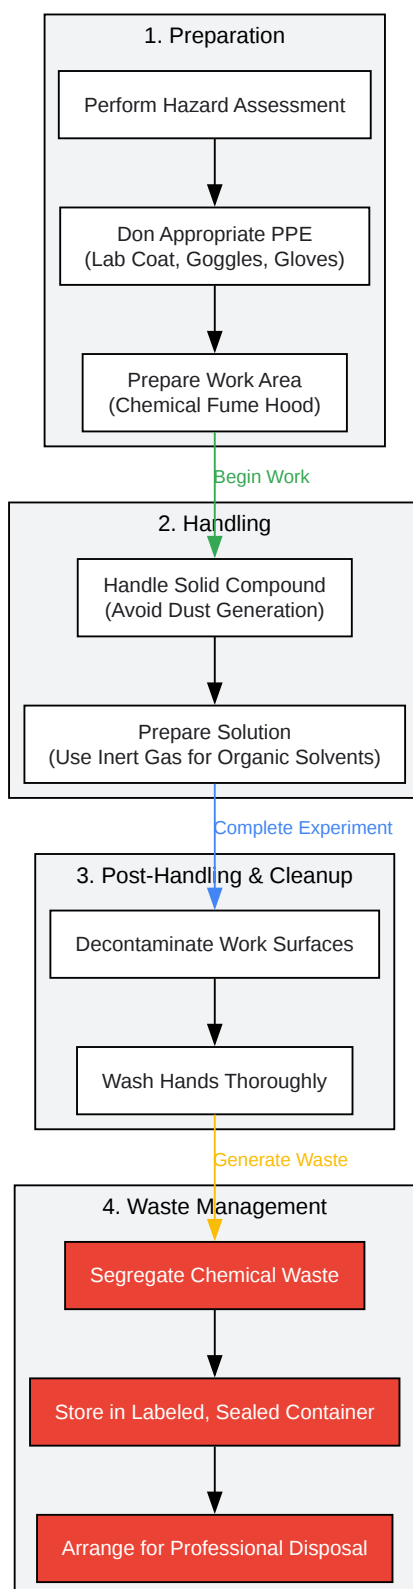 1. Preparation
Perform Hazard Assessment
Don Appropriate PPE
(Lab Coat, Goggles, Gloves)
Prepare Work Area
(Chemical Fume Hood)
Begin Work
2. Handling
Handle Solid Compound
(Avoid Dust Generation)
Prepare Solution
(Use Inert Gas for Organic Solvents)
Complete Experiment
3. Post-Handling & Cleanup
Decontaminate Work Surfaces
Wash Hands Thoroughly
Generate Waste
4. Waste Management
Segregate Chemical Waste
Store in Labeled, Sealed Container
Arrange for Professional Disposal